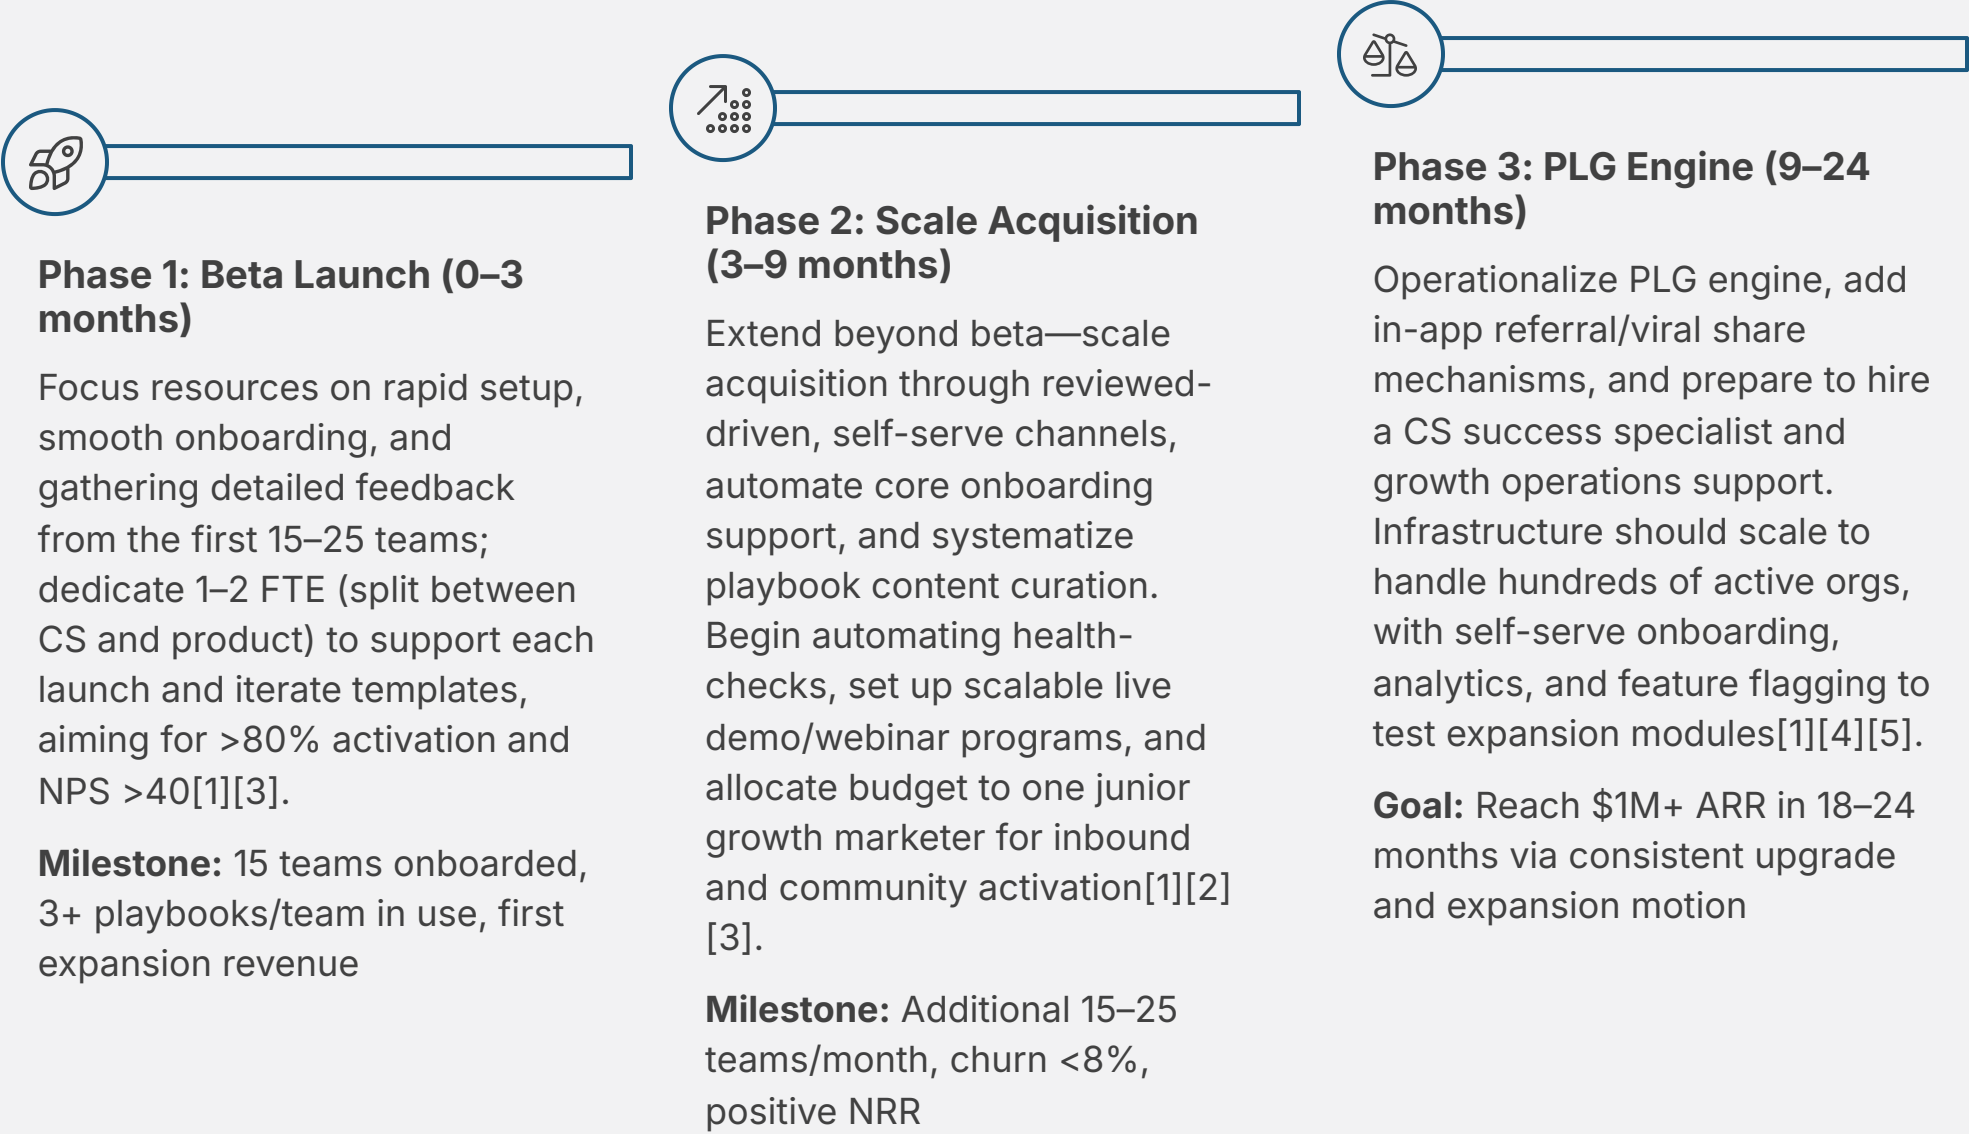 Phase 1: Beta Launch (0–3
months)
Focus resources on rapid setup,
smooth onboarding, and
gathering detailed feedback
from the first 15–25 teams;
dedicate 1–2 FTE (split between
CS and product) to support each
launch and iterate templates,
aiming for >80% activation and
NPS >40[1][3].
Milestone: 15 teams onboarded,
3+ playbooks/team in use, first
expansion revenue
Phase 2: Scale Acquisition
(3–9 months)
Extend beyond beta—scale
acquisition through reviewed-
driven, self-serve channels,
automate core onboarding
support, and systematize
playbook content curation.
Begin automating health-
checks, set up scalable live
demo/webinar programs, and
allocate budget to one junior
growth marketer for inbound
and community activation[1][2]
[3].
Milestone: Additional 15–25
teams/month, churn <8%,
positive NRR
Phase 3: PLG Engine (9–24
months)
Operationalize PLG engine, add
in-app referral/viral share
mechanisms, and prepare to hire
a CS success specialist and
growth operations support.
Infrastructure should scale to
handle hundreds of active orgs,
with self-serve onboarding,
analytics, and feature flagging to
test expansion modules[1][4][5].
Goal: Reach $1M+ ARR in 18–24
months via consistent upgrade
and expansion motion